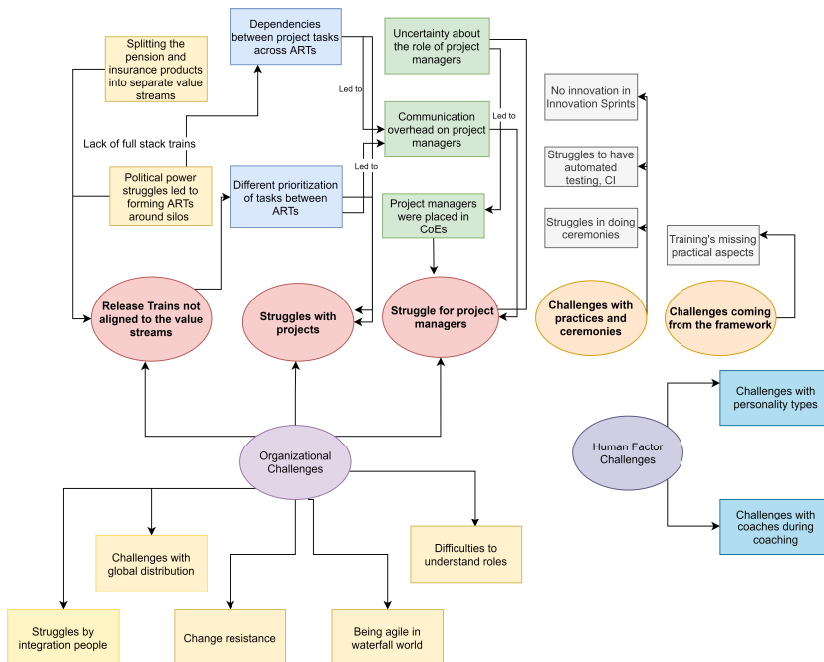 Splitting the
pension and
insurance products
into separate value
streams
Dependencies
between project tasks
across ARTs
Uncertainty about
the role of project
managers
Led to
Led to
No innovation in
Innovation Sprints
Communication
overhead on project
managers
Lack of full stack trains
Led to
Struggles to have
automated
testing, CI
Political power
struggles led to
forming ARTs
around silos
Different prioritization
of tasks between
ARTs
Project managers
were placed in
CoEs
Struggles in doing
ceremonies
Training's missing
practical aspects
Release Trains not
aligned to the value
streams
Struggles with
projects
Struggle for project
managers
Challenges with
practices and
ceremonies
Challenges coming
from the framework
Challenges with
personality types
Organizational
Challenges
Human Factor
Challenges
Challenges with
coaches during
coaching
Challenges with
global distribution
Difficulties to
understand roles
Struggles by
integration people
Change resistance
Being agile in
waterfall world